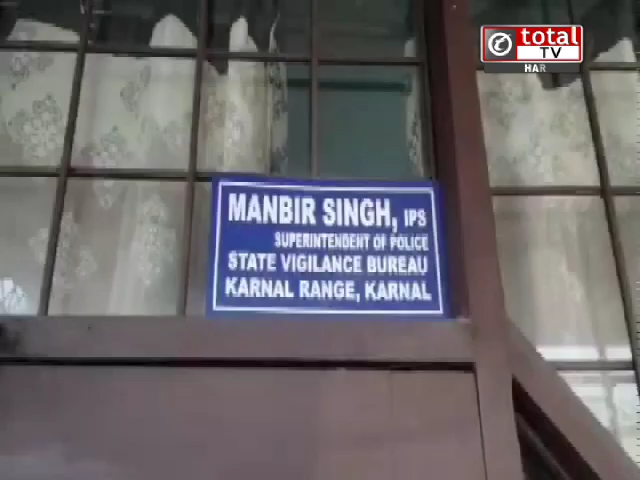 total
TV
HAR
MANBIR SINGH, IPS
SUPERINTENDENT OF POLICE
STATE VIGILANCE BUREAU
KARNAL RANGE, KARNAL